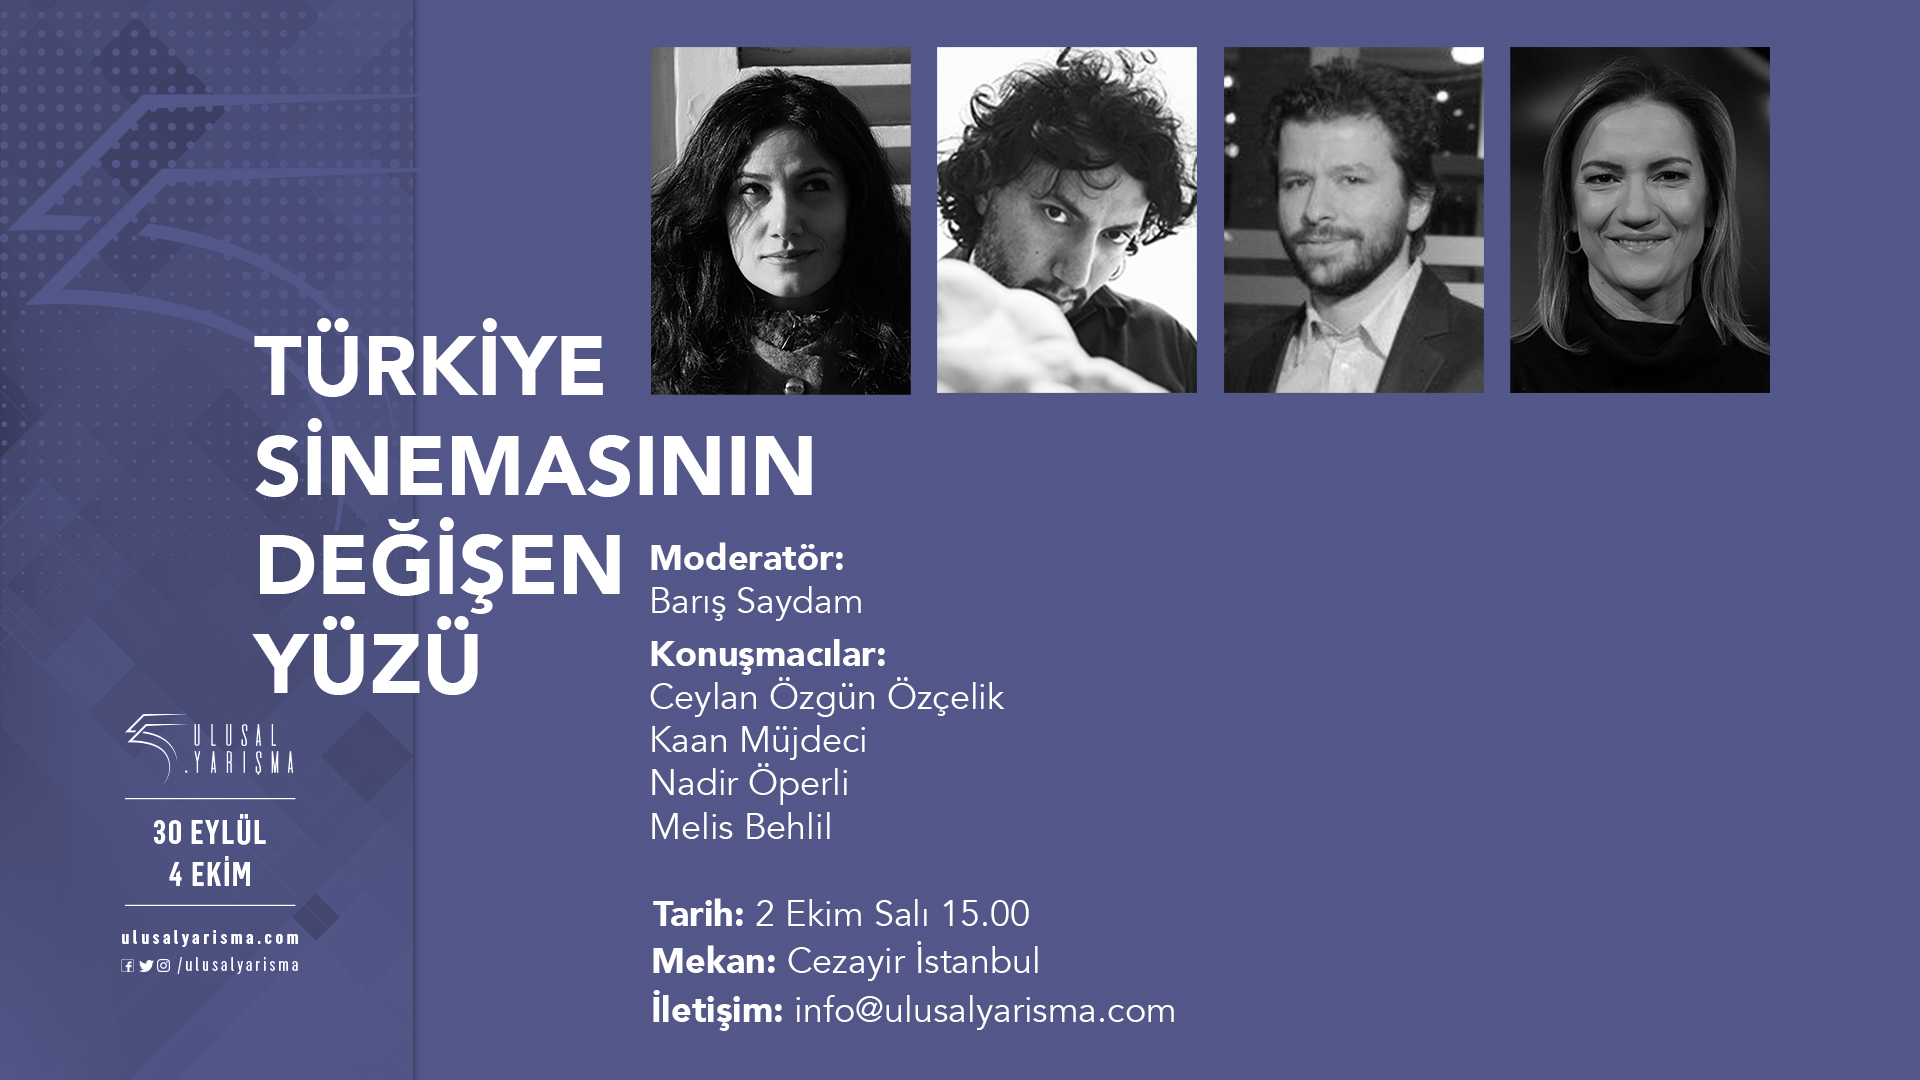 TÜRKİYE
SİNEMASININ
DEĞİŞEN
YÜZÜ
Moderatör:
Barış Saydam
Konuşmacılar:
Ceylan Özgün Özçelik
Kaan Müjdeci
Nadir Öperli
Melis Behlil
Tarih: 2 Ekim Salı 15.00
Mekan: Cezayir İstanbul
İletişim: info@ulusalyarisma.com
55. ULUSAL
YARIŞMA
30 EYLÜL
4 EKİM
ulusalyarisma.com
/ulusalyarisma